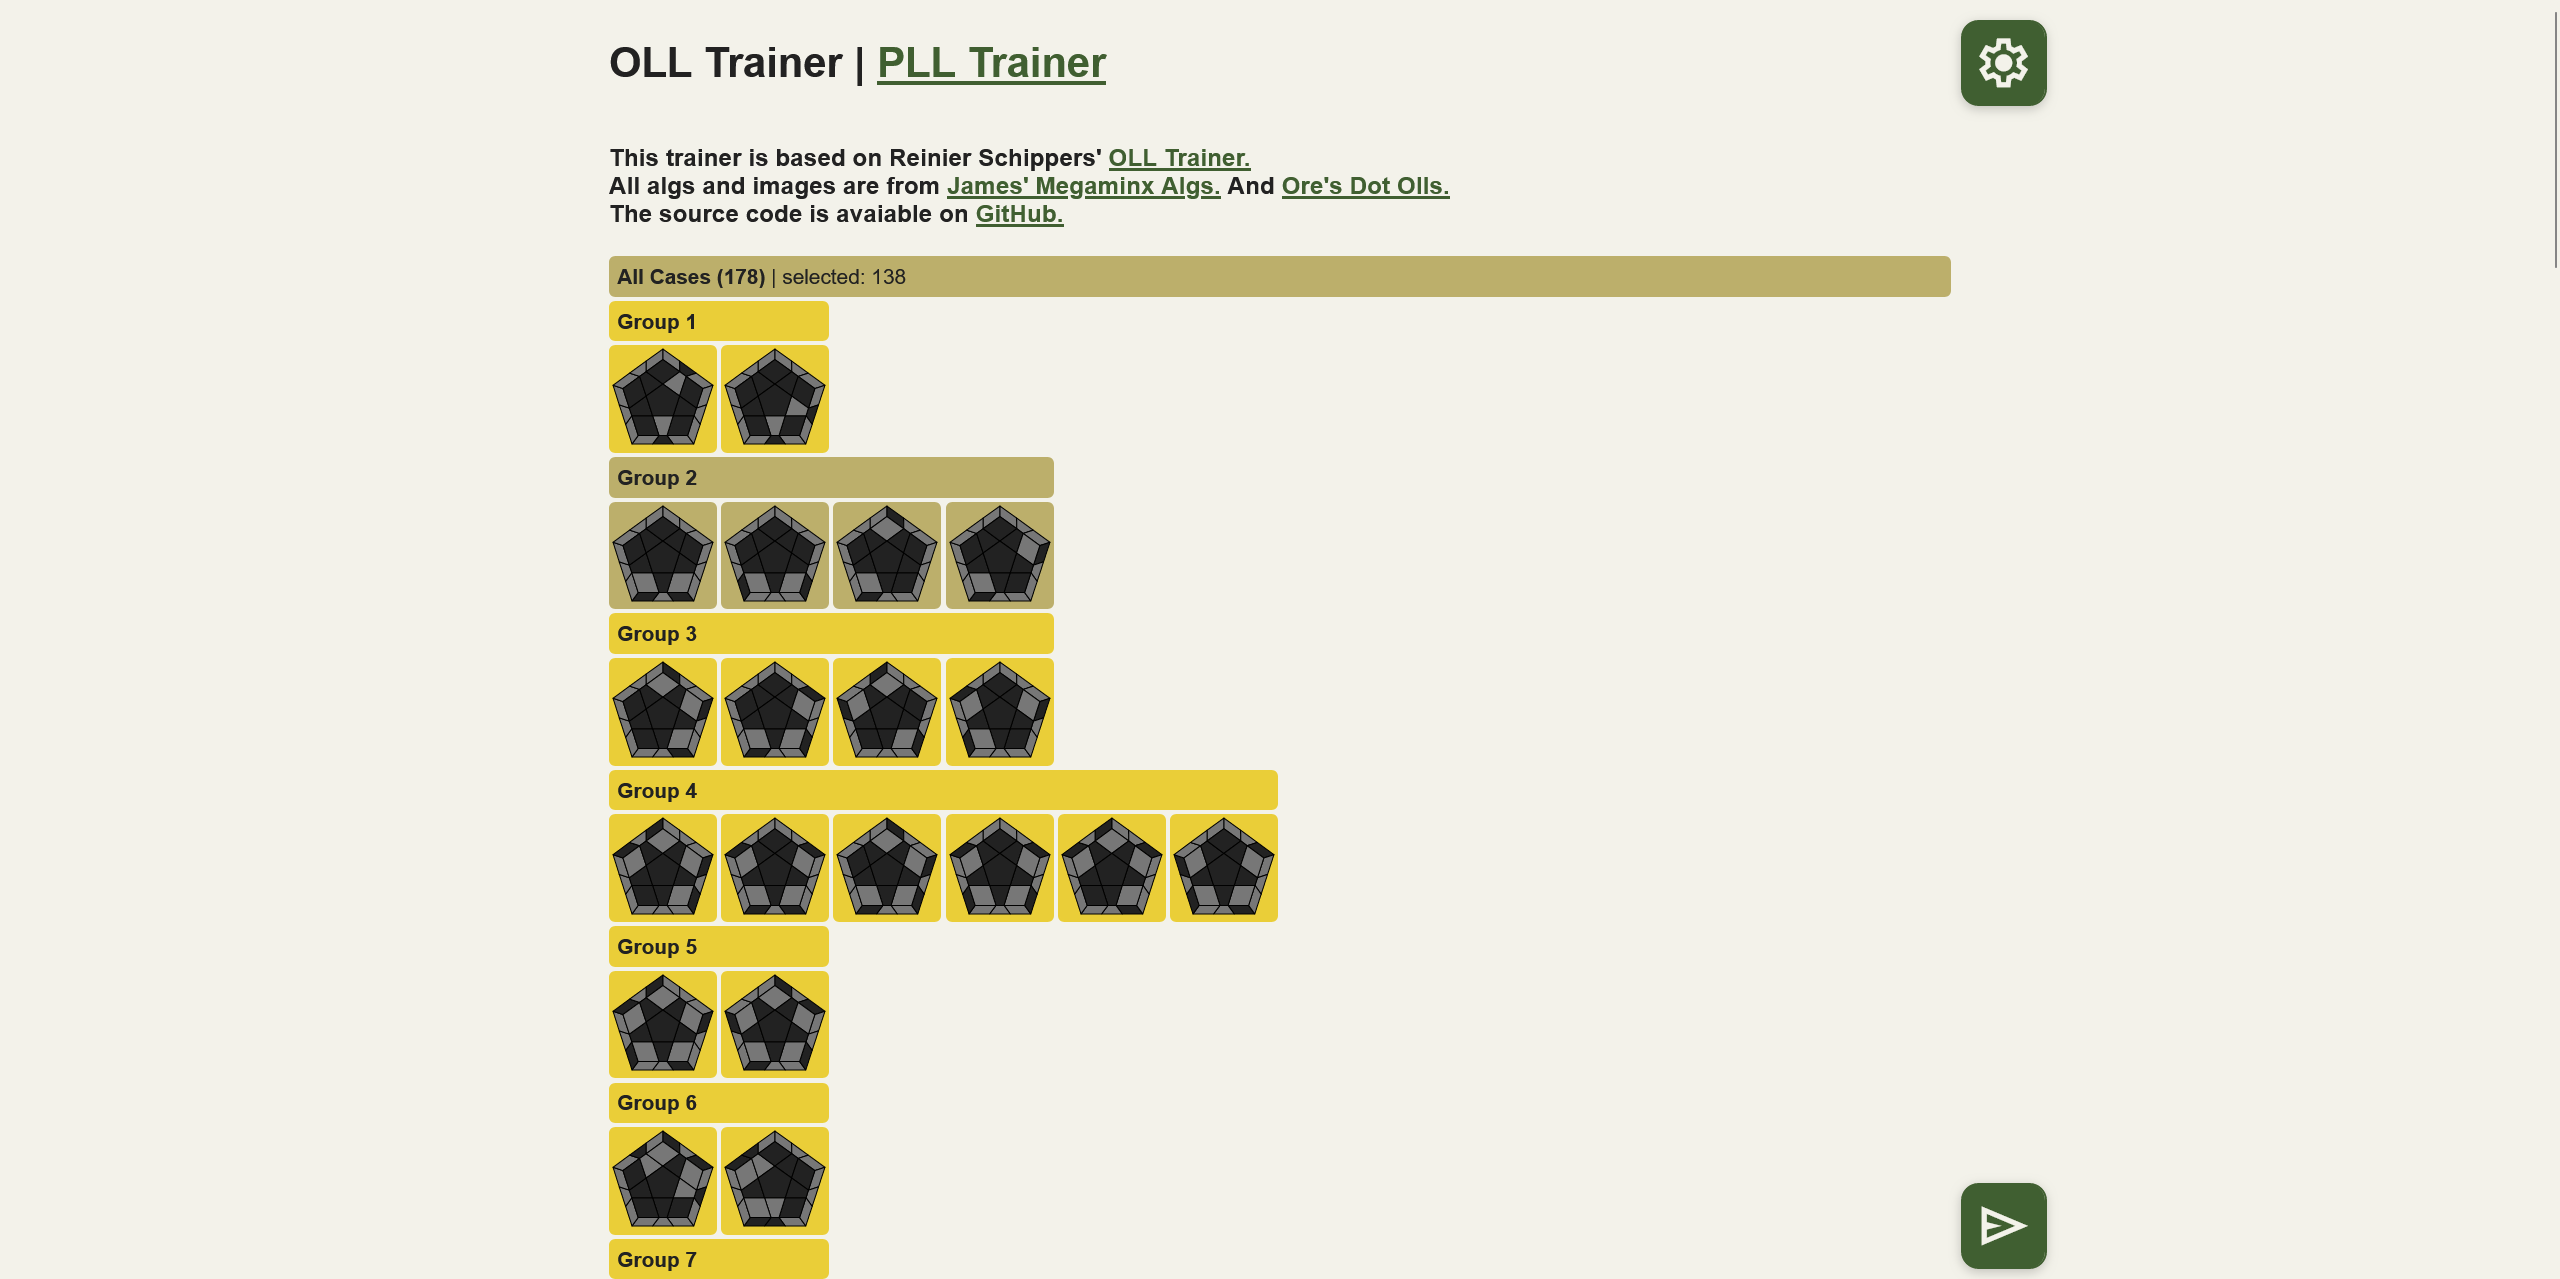 OLL Trainer | PLL Trainer
This trainer is based on Reinier Schippers' OLL Trainer.
All algs and images are from James' Megaminx Algs. And Ore's Dot Olls.
The source code is avaiable on GitHub.
All Cases (178) | selected: 138
Group 1
Group 2
Group 3
Group 4
Group 5
Group 6
Group 7